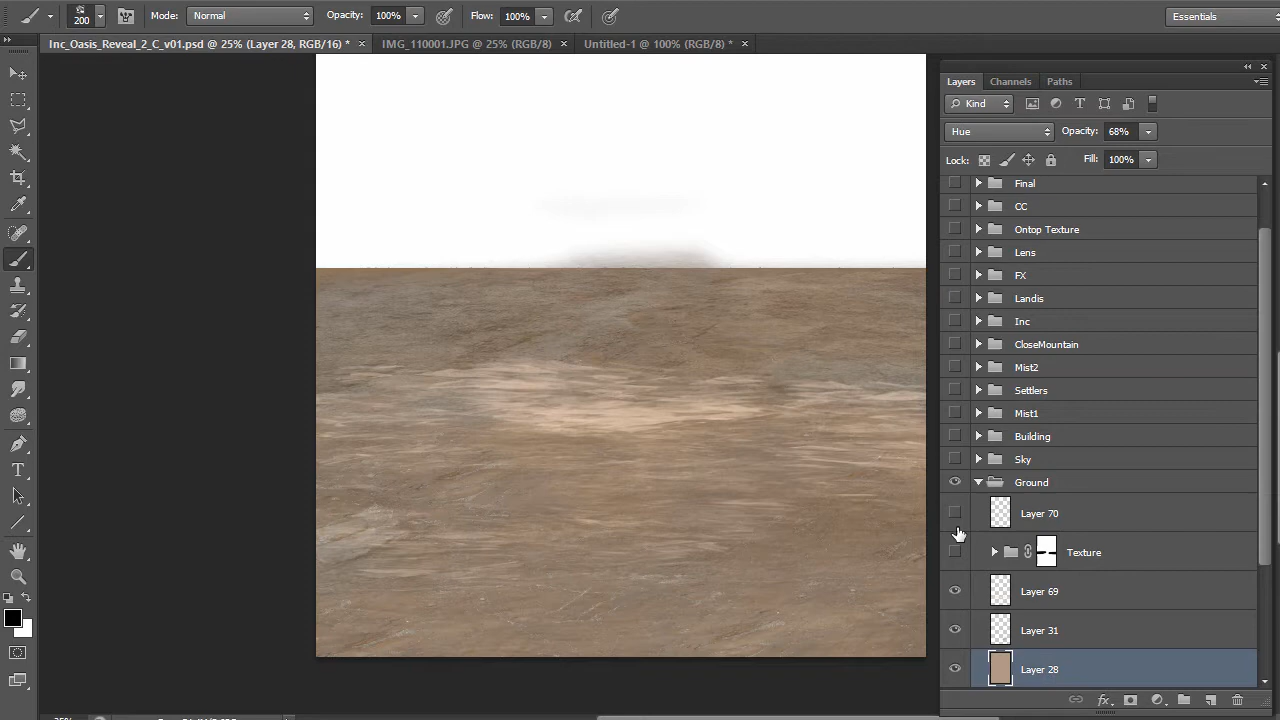 200 Mode: Normal Opacity: 100% Flow: 100% Essentials
Inc_Oasis_Reveal_2_C_v01.psd @ 25% (Layer 28, RGB/16) * × IMG_110001.JPG @ 25% (RGB/8) × Untitled-1 @ 100% (RGB/8) * ×
Layers Channels Paths
Kind
Hue Opacity: 68%
Lock: Fill: 100%
Final
CC
Ontop Texture
Lens
FX
Landis
Inc
CloseMountain
Mist2
Settlers
Mist1
Building
Sky
Ground
Layer 70
Texture
Layer 69
Layer 31
Layer 28